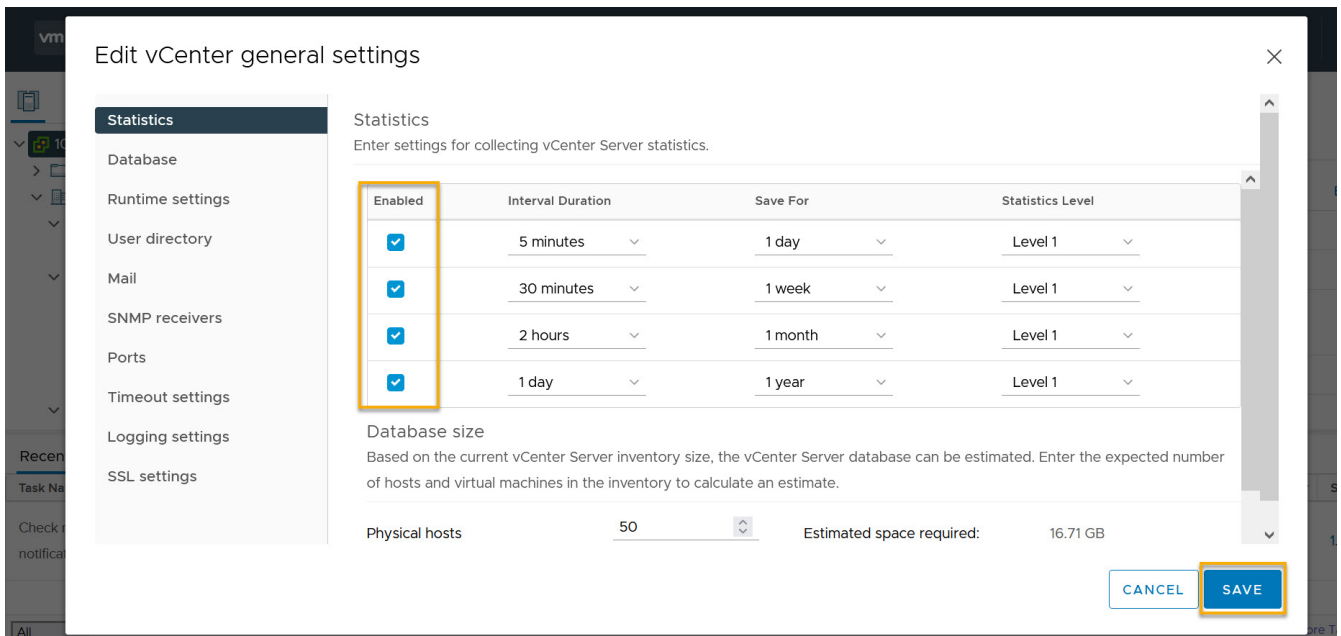 vm
Edit vCenter general settings
Statistics
Database
Runtime settings
User directory
Mail
SNMP receivers
Ports
Timeout settings
Logging settings
SSL settings
Statistics
Enter settings for collecting vCenter Server statistics.
Enabled Interval Duration Save For Statistics Level
5 minutes 1 day Level 1
30 minutes 1 week Level 1
2 hours 1 month Level 1
1 day 1 year Level 1
Database size
Based on the current vCenter Server inventory size, the vCenter Server database can be estimated. Enter the expected number
of hosts and virtual machines in the inventory to calculate an estimate.
Physical hosts 50 Estimated space required: 16.71 GB
CANCEL SAVE
10
Recen
Task Na
Check
notificat
All